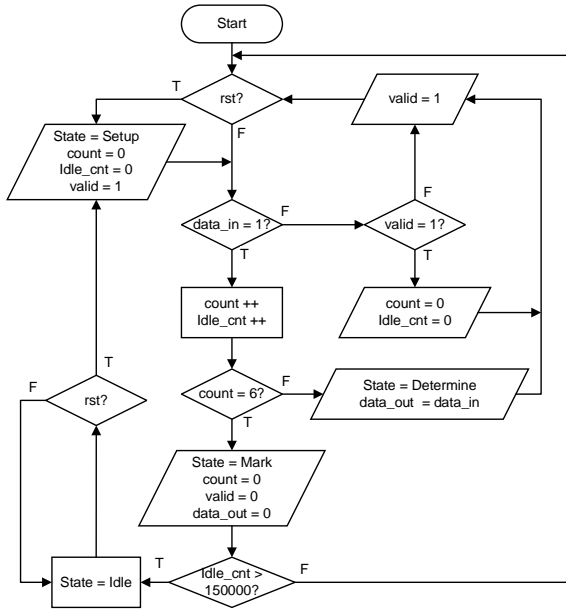 Start
rst?
T
F
valid = 1
State = Setup
count = 0
Idle_cnt = 0
valid = 1
data_in = 1?
F
T
valid = 1?
F
T
count ++
Idle_cnt ++
count = 0
Idle_cnt = 0
count = 6?
F
T
State = Determine
data_out = data_in
rst?
T
F
State = Mark
count = 0
valid = 0
data_out = 0
State = Idle
T
Idle_cnt >
150000?
F